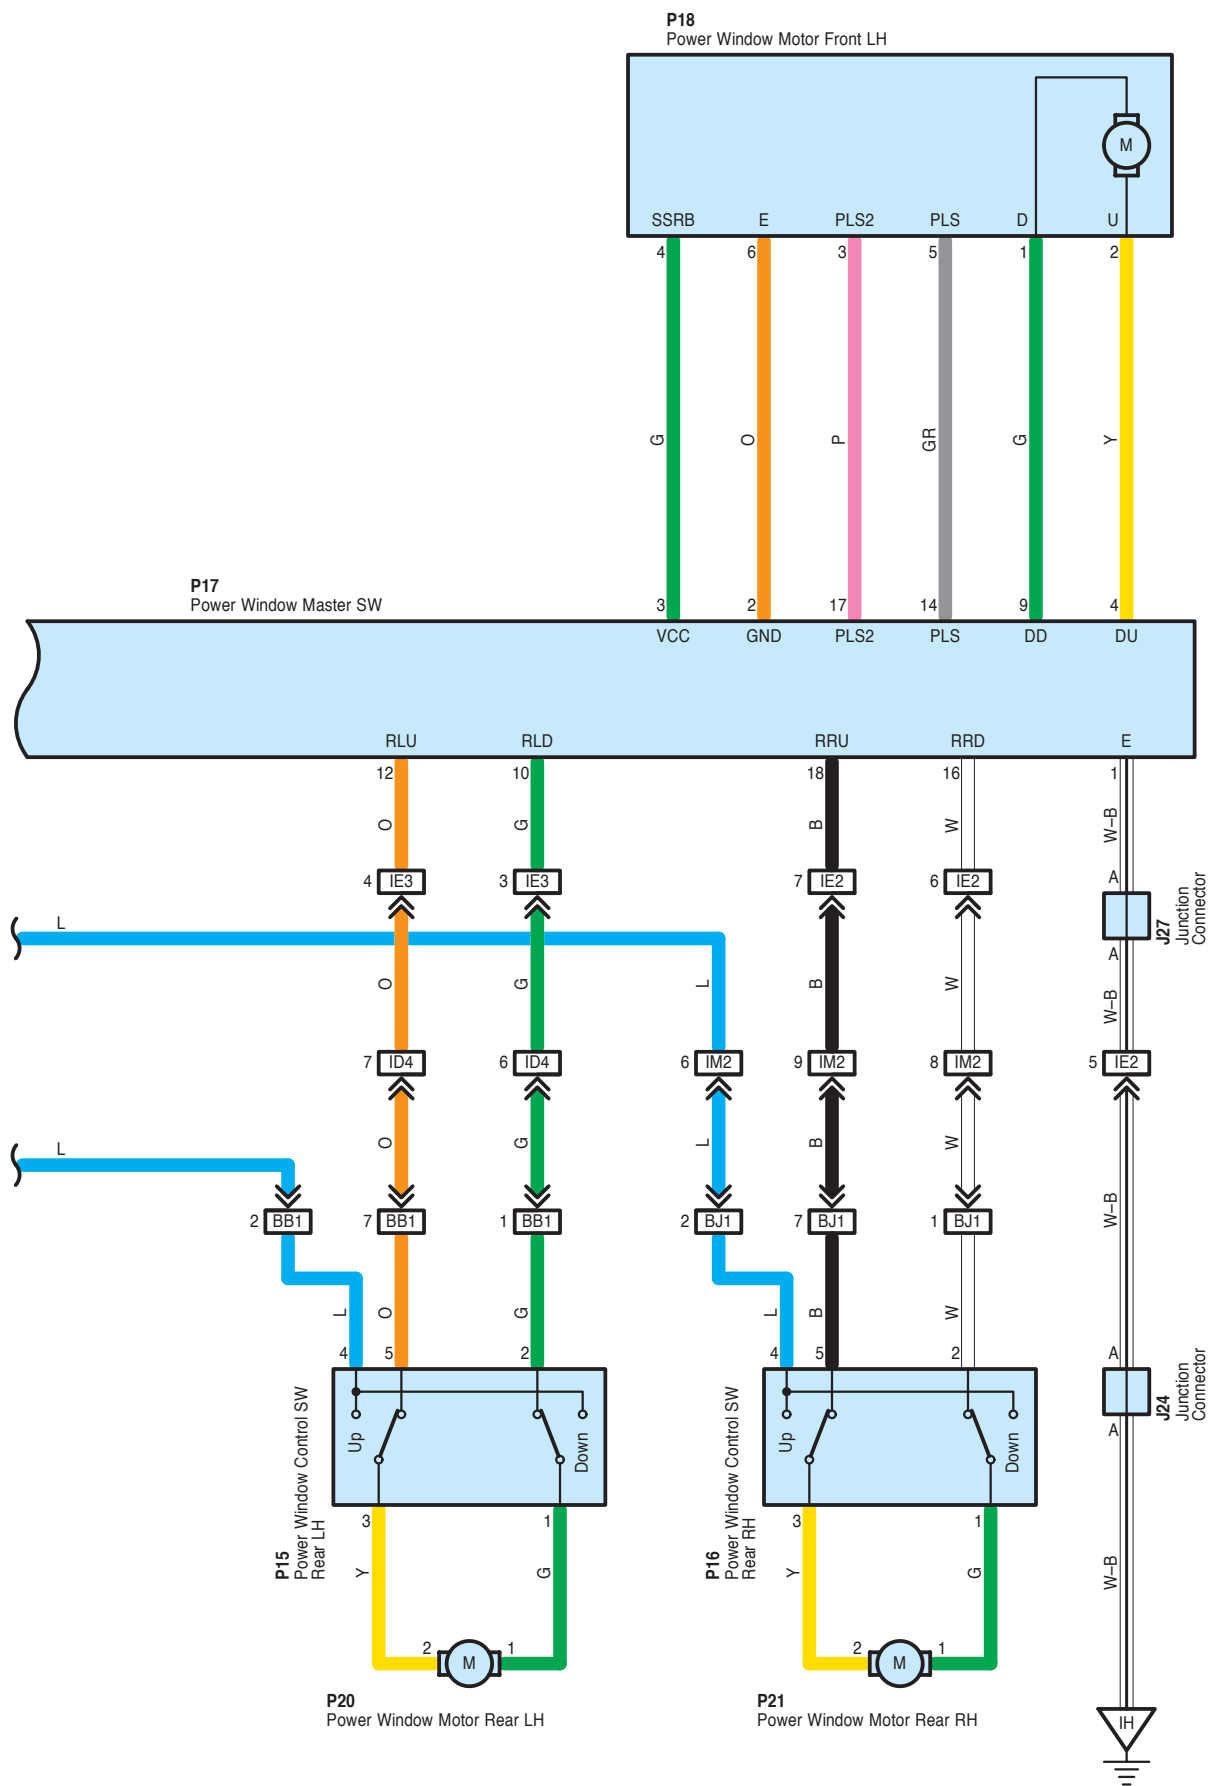 P18
Power Window Motor Front LH
M
SSRB E PLS2 PLS D U
4 6 3 5 1 2
G O P GR G Y
P17
Power Window Master SW
3 2 17 14 9 4
VCC GND PLS2 PLS DD DU
RLU RLD RRU RRD E
12 10 18 16 1
O G B W W–B
4 IE3 3 IE3 7 IE2 6 IE2 A
J27
Junction
Connector
L
A
O G L B W W–B
7 ID4 6 ID4 6 IM2 9 IM2 8 IM2 5 IE2
L
O G L B W
W–B
2 BB1 7 BB1 1 BB1 2 BJ1 7 BJ1 1 BJ1
L O G L B W
4 5 2 4 5 2 A
J24
Junction
Connector
A
Up Down Up Down
P15
Power Window Control SW
Rear LH
P16
Power Window Control SW
Rear RH
3 1 3 1
Y G Y G W–B
2 M 1 2 M 1
P20
Power Window Motor Rear LH
P21
Power Window Motor Rear RH
IH